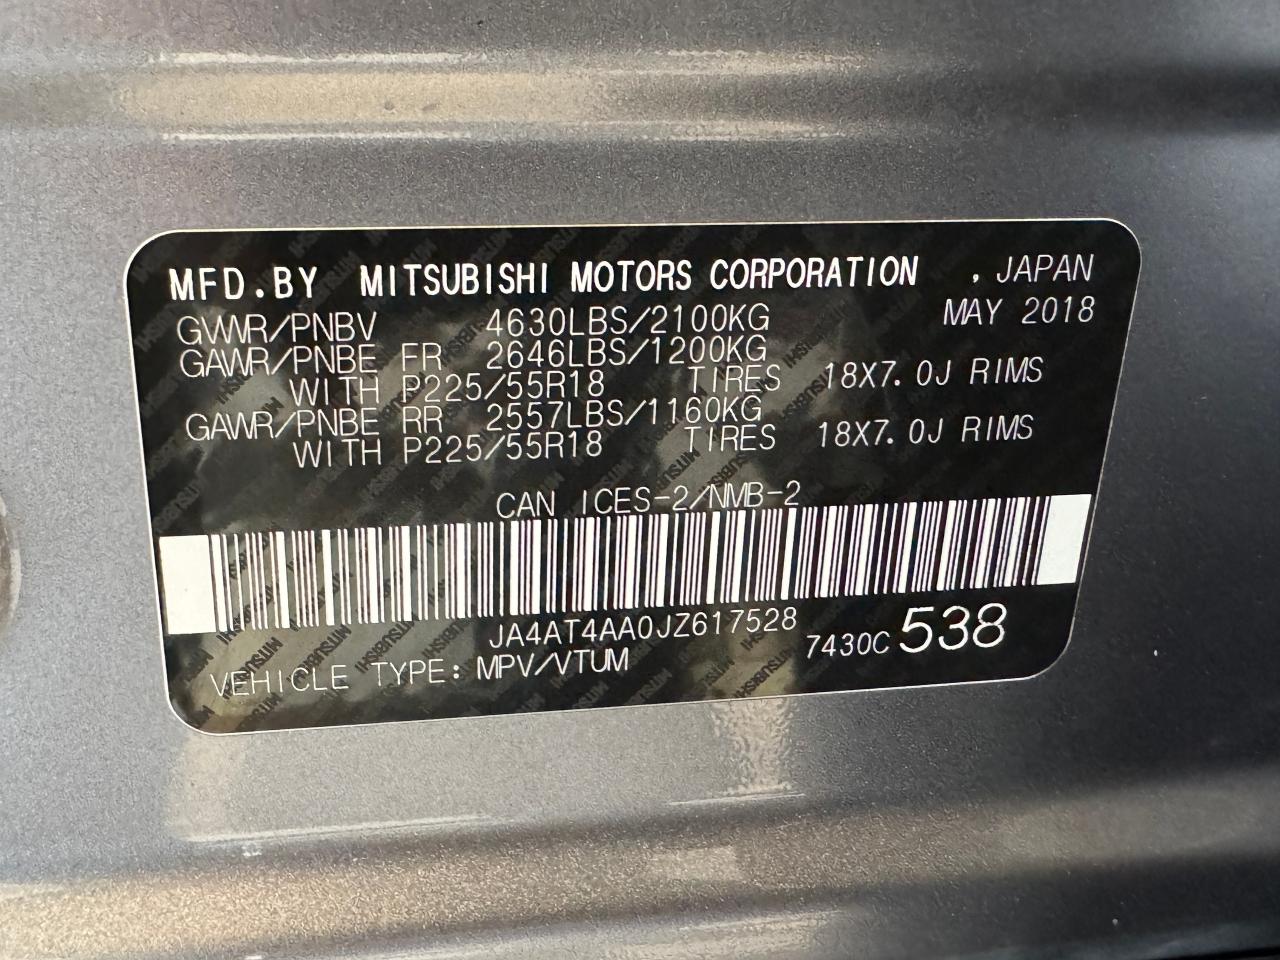 MFD.BY MITSUBISHI MOTORS CORPORATION , JAPAN
GVWR/PNBV 4630LBS/2100KG MAY 2018
GAWR/PNBE FR 2646LBS/1200KG
WITH P225/55R18 TIRES 18X7.0J RIMS
GAWR/PNBE RR 2557LBS/1160KG
WITH P225/55R18 TIRES 18X7.0J RIMS
CAN ICES-2/NMB-2
JA4AT4AA0JZ617528
7430C 538
VEHICLE TYPE: MPV/VTUM